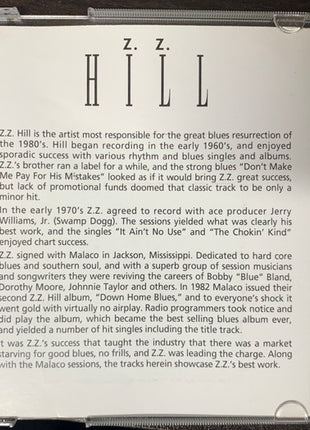 Z. Z.
HILL
Z.Z. Hill is the artist most responsible for the great blues resurrection of
the 1980's. Hill began recording in the early 1960's, and enjoyed
sporadic success with various rhythm and blues singles and albums.
Z.Z.'s brother ran a label for a while, and the strong blues "Don't Make
Me Pay For His Mistakes" looked as if it would bring Z.Z. great success,
but lack of promotional funds doomed that classic track to be only a
minor hit.
In the early 1970's Z.Z. agreed to record with ace producer Jerry
Williams, Jr. (Swamp Dogg). The sessions yielded what was clearly his
best work, and the singles "It Ain't No Use" and "The Chokin' Kind"
enjoyed chart success.
Z.Z. signed with Malaco in Jackson, Mississippi. Dedicated to hard core
blues and southern soul, and with a superb group of session musicians
and songwriters they were reviving the careers of Bobby "Blue" Bland,
Dorothy Moore, Johnnie Taylor and others. In 1982 Malaco issued their
second Z.Z. Hill album, "Down Home Blues," and to everyone's shock it
went gold with virtually no airplay. Radio programmers took notice and
did play the album, which became the best selling blues album ever,
and yielded a number of hit singles including the title track.
It was Z.Z.'s success that taught the industry that there was a market
starving for good blues, no frills, and Z.Z. was leading the charge. Along
with the Malaco sessions, the tracks herein showcase Z.Z.'s best work.